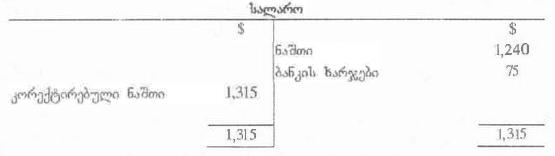 სალარო
$ $
ნაშთი 1,240
ბანკის ხარჯები 75
კორექტირებული ნაშთი 1,315
1,315 1,315